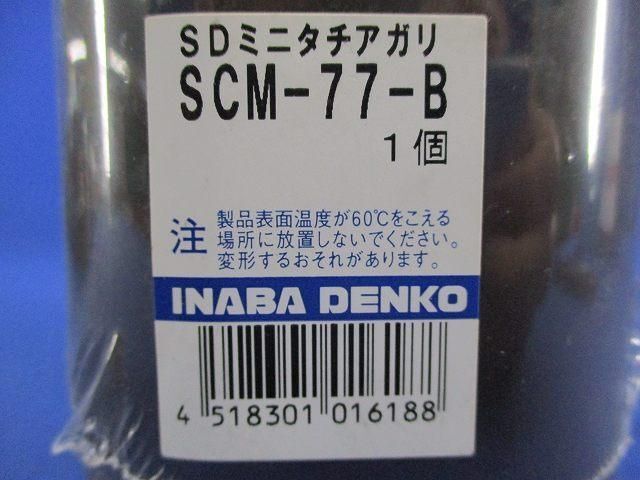 SDミニタチアガリ
SCM-77-B
1個
注 製品表面温度が60℃をこえる
場所に放置しないでください。
変形するおそれがあります。
INABA DENKO
4 518301 016188